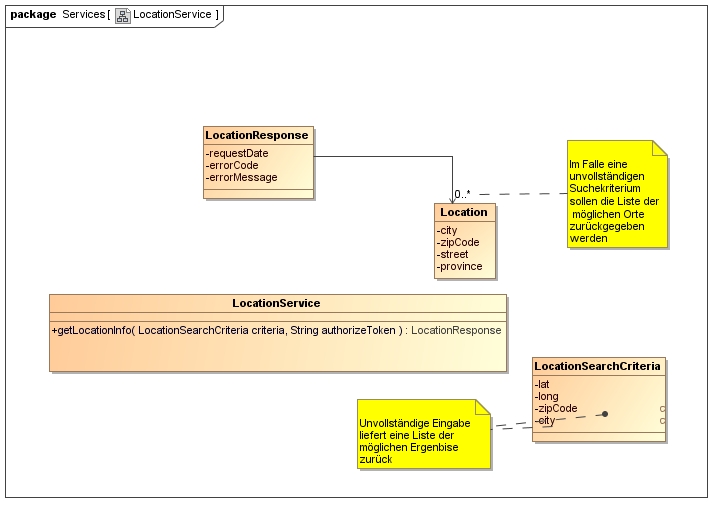 package Services [ LocationService ]
LocationResponse
-requestDate
-errorCode
-errorMessage
0..*
Location
-city
-zipCode
-street
-province
Im Falle eine
unvollständigen
Suchekriterium
sollen die Liste der
möglichen Orte
zurückgegeben
werden
LocationService
+getLocationInfo( LocationSearchCriteria criteria, String authorizeToken ) : LocationResponse
LocationSearchCriteria
-lat
-long
-zipCode c
-city c
Unvollständige Eingabe
liefert eine Liste der
möglichen Ergenbise
zurück